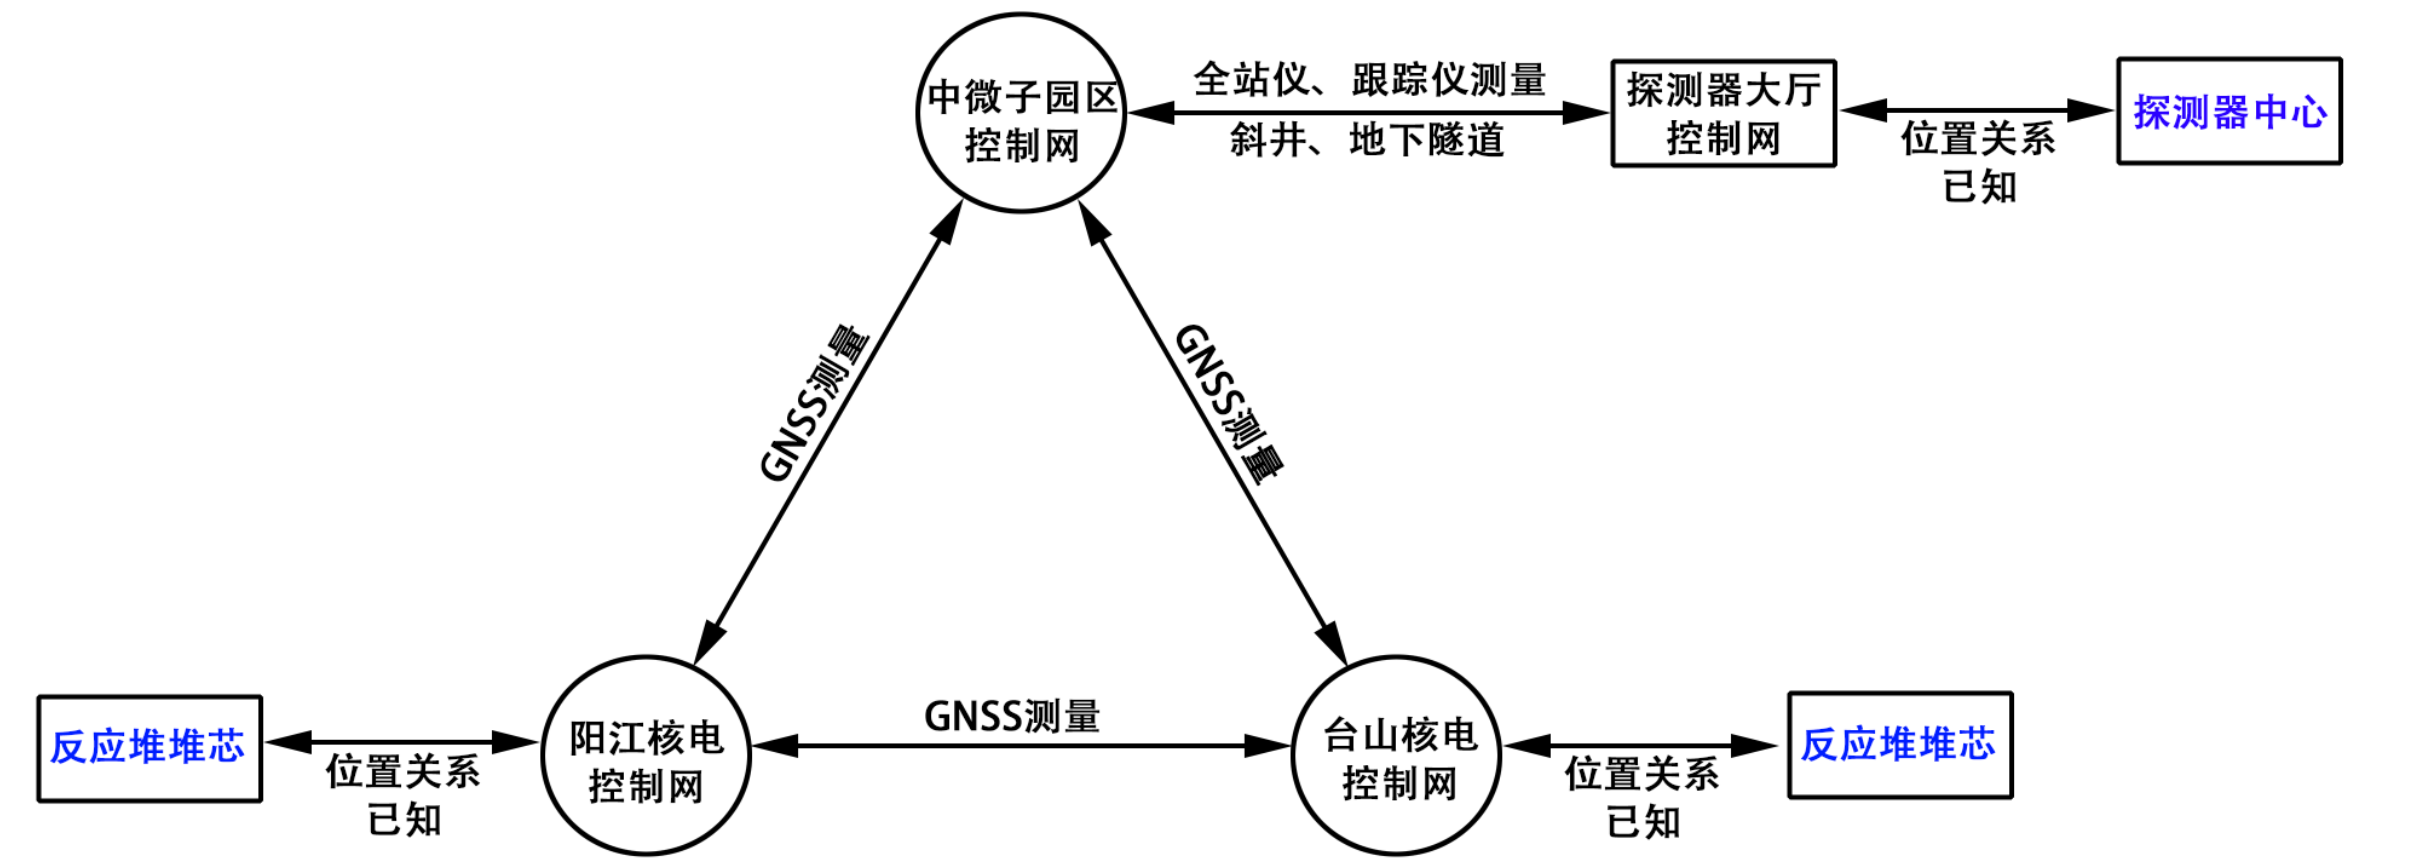 中微子园区
控制网
全站仪、跟踪仪测量
斜井、地下隧道
探测器大厅
控制网
位置关系
已知
探测器中心
GNSS测量
GNSS测量
反应堆堆芯
位置关系
已知
阳江核电
控制网
GNSS测量
台山核电
控制网
位置关系
已知
反应堆堆芯